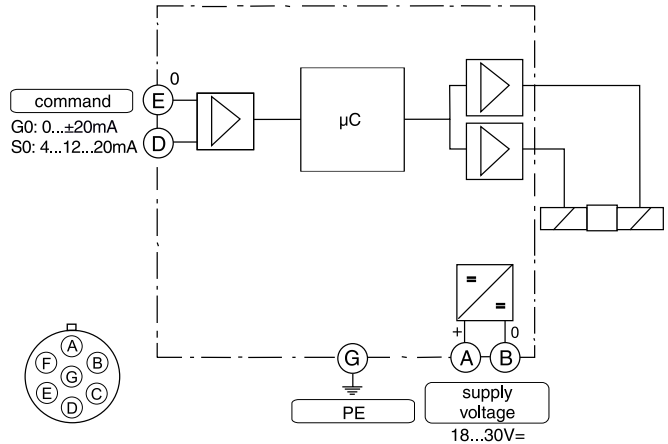 0
E
command
G0: 0...±20mA
S0: 4...12...20mA
D
µC
=
=
+ 0
A B
G
PE
supply
voltage
18...30V=
A
F B
G
E C
D